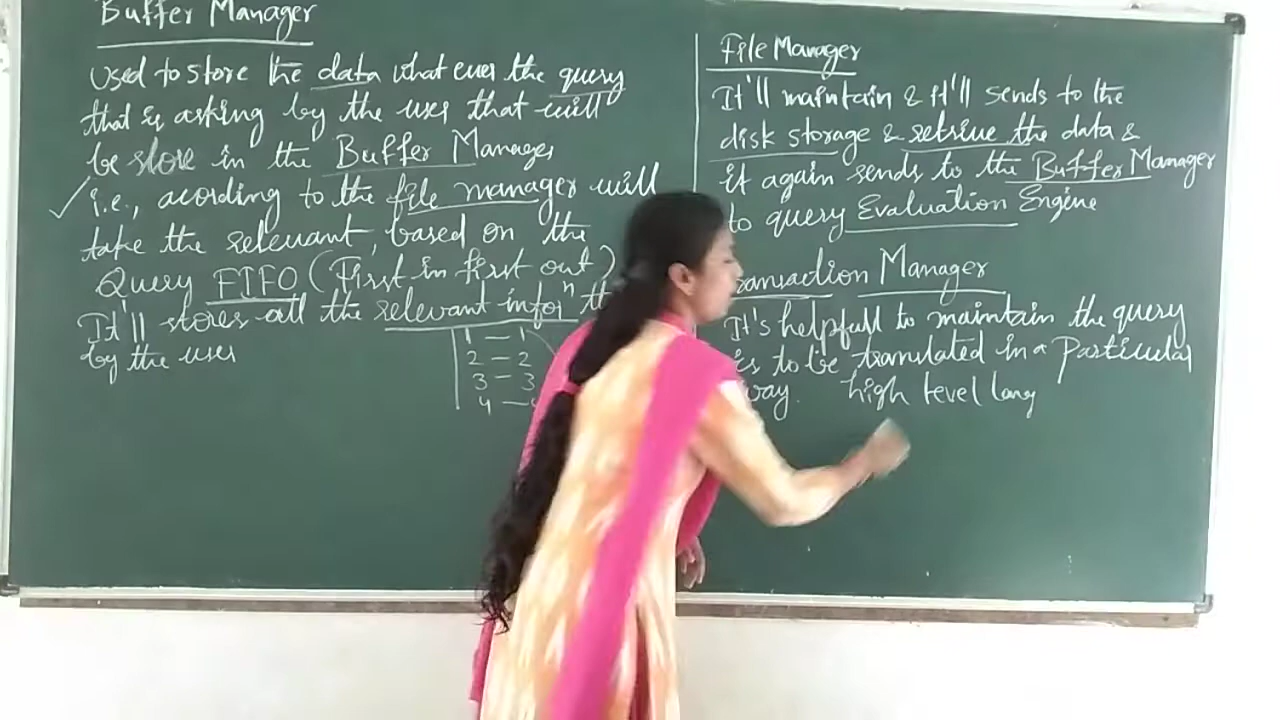 Buffer Manager
used to store the data what ever the query
that is asking by the user that will
be store in the Buffer Manager
i.e., acording to the file manager will
take the relevant, based on the
Query FIFO (First in first out)
It'll stores all the relevant infor^n
by the user
1 – 1
2 – 2
3 – 3
4 –
File Manager
It'll maintain & it'll sends to the
disk storage & retrive the data &
it again sends to the Buffer Manager
to query Evaluation Engine
Manager
It's helpfull to maintain the query
is to be translated in a Particular
way. high level lang